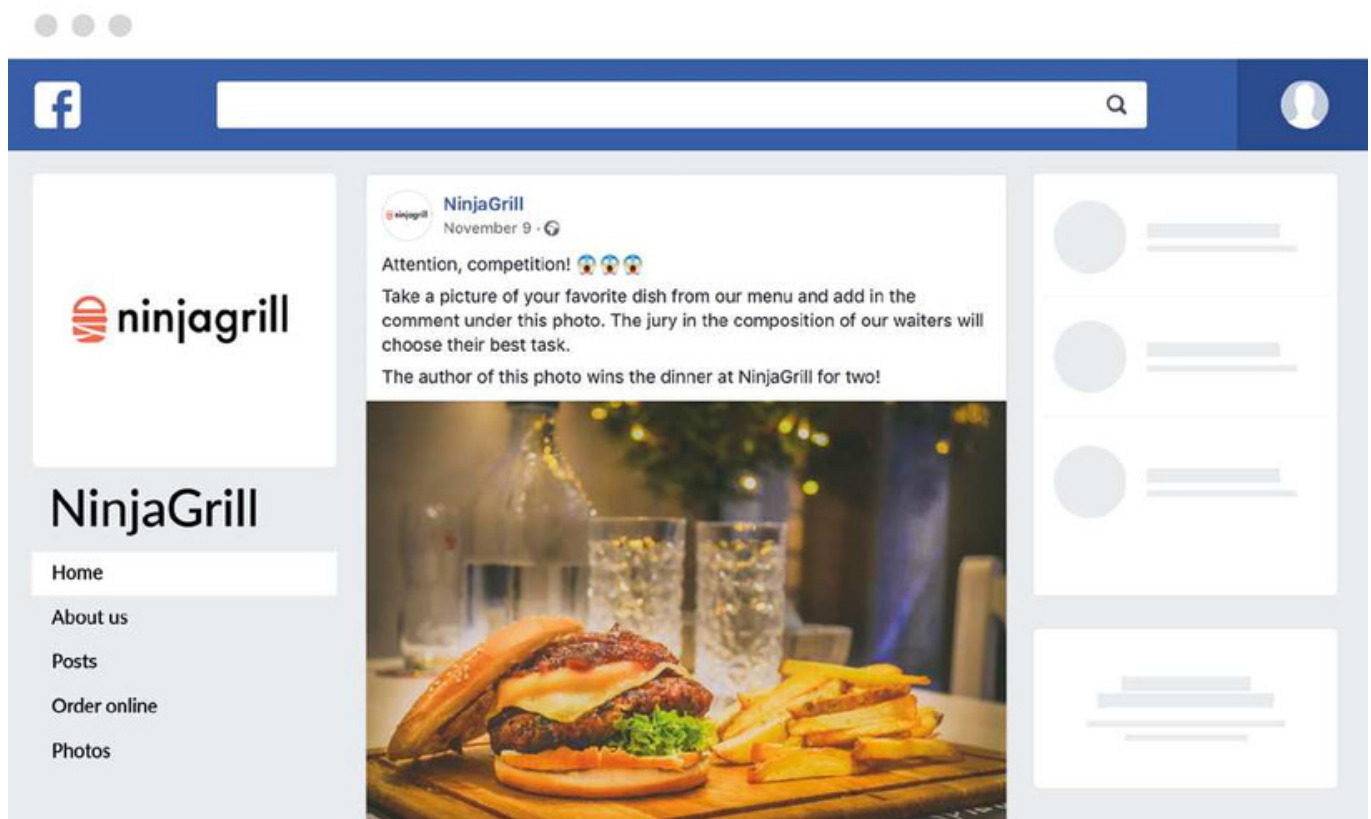 f
ninjagrill
NinjaGrill
Home
About us
Posts
Order online
Photos
ninjagrill
NinjaGrill
November 9 ·
Attention, competition! 😱😱😱
Take a picture of your favorite dish from our menu and add in the
comment under this photo. The jury in the composition of our waiters will
choose their best task.
The author of this photo wins the dinner at NinjaGrill for two!